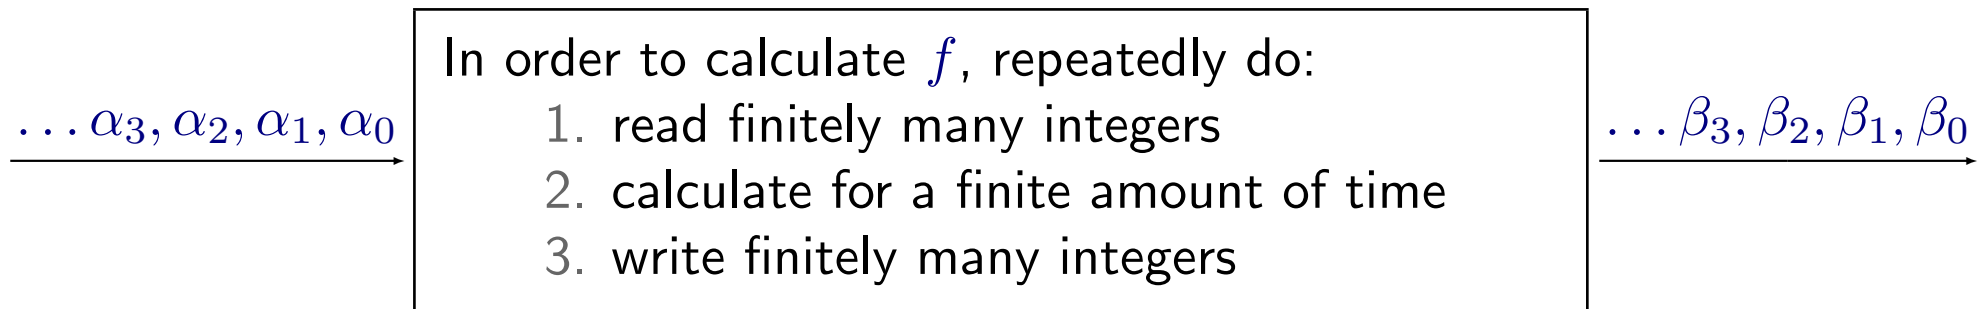 In order to calculate f, repeatedly do:
… α₃, α₂, α₁, α₀
1. read finitely many integers
… β₃, β₂, β₁, β₀
2. calculate for a finite amount of time
3. write finitely many integers